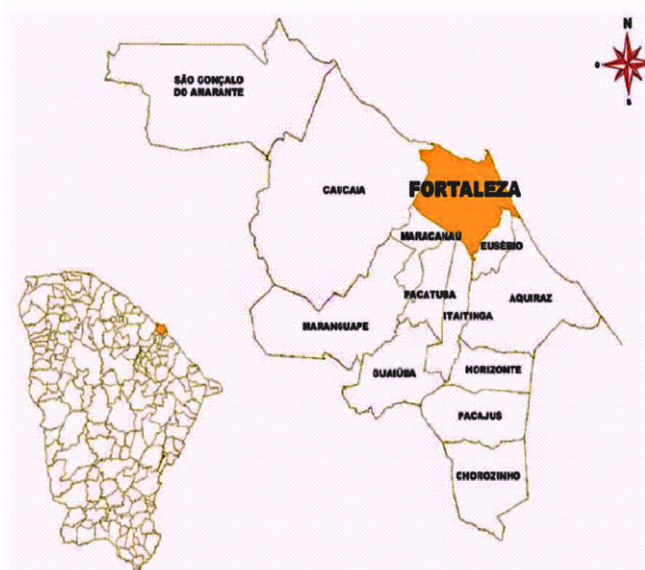 N
O
S
SÃO GONÇALO
DO AMARANTE
CAUCAIA
FORTALEZA
MARACANAÚ
EUSÉBIO
PACATUBA
AQUIRAZ
ITAITINGA
MARANGUAPE
GUAIÚBA
HORIZONTE
PACAJUS
CHOROZINHO